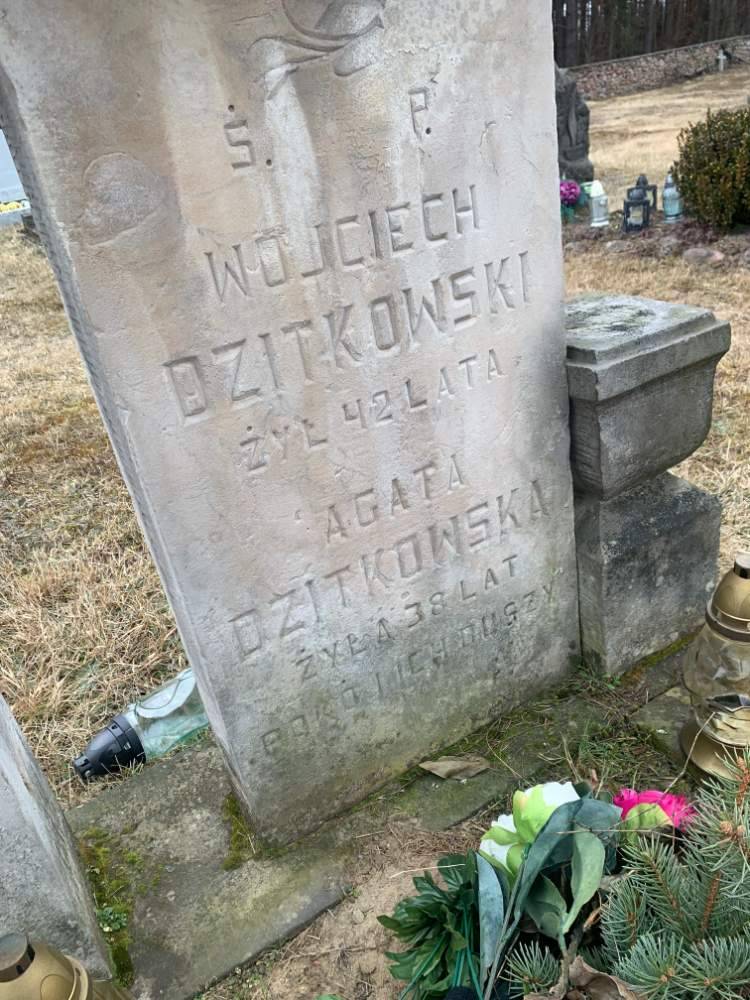 Ś. P.
WOJCIECH
DZITKOWSKI
ŻYŁ 42 LATA
AGATA
DZITKOWSKA
ŻYŁA 38 LAT
POKÓJ ICH DUSZY